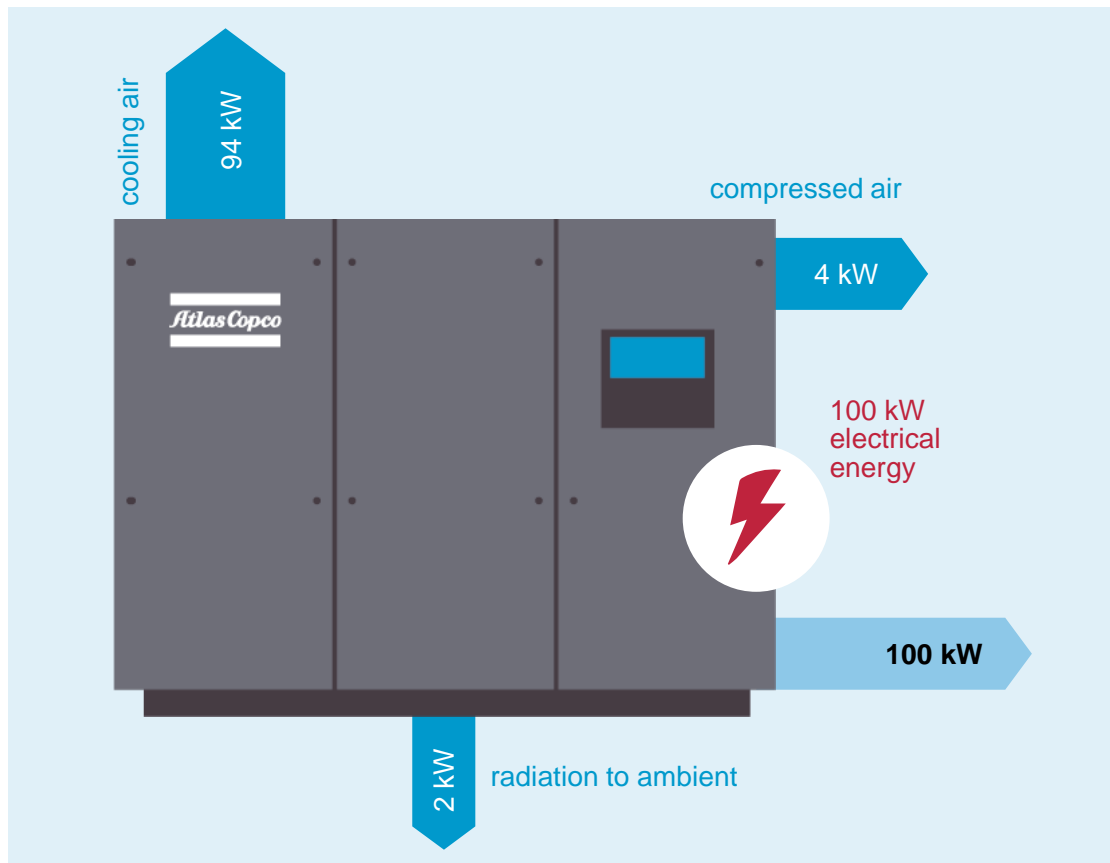 cooling air
94 kW
compressed air
4 kW
Atlas Copco
100 kW
electrical
energy
100 kW
2 kW
radiation to ambient